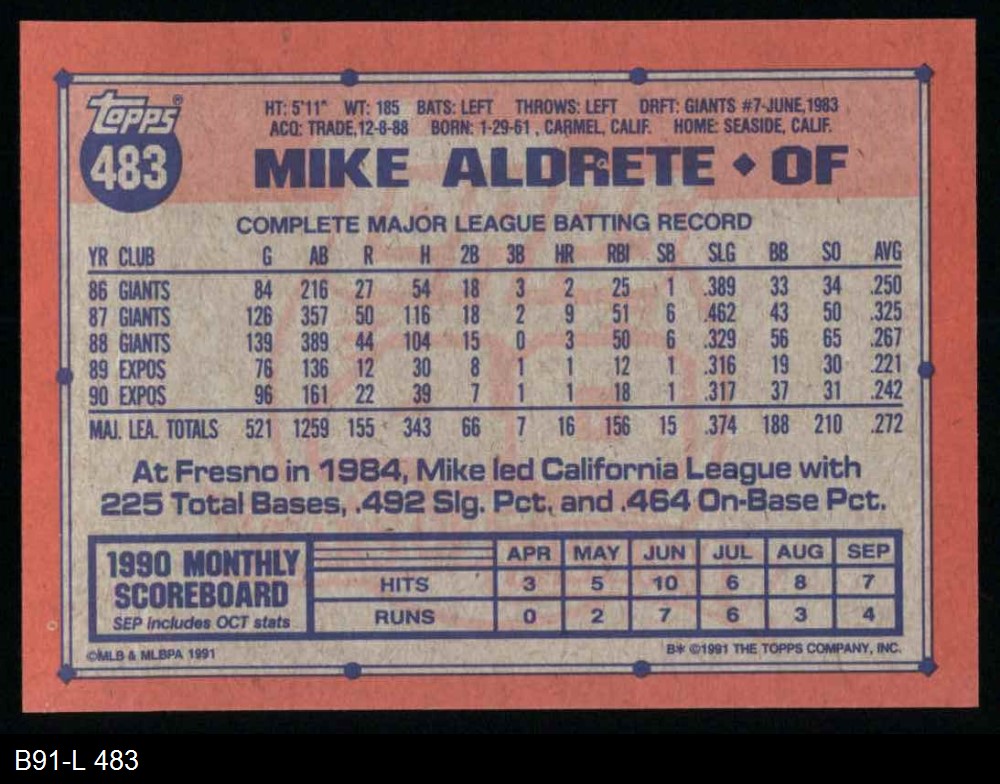 Topps®
483
HT: 5'11" WT: 185 BATS: LEFT THROWS: LEFT DRFT: GIANTS #7-JUNE,1983
ACQ: TRADE,12-8-88 BORN: 1-29-61 , CARMEL, CALIF. HOME: SEASIDE, CALIF.
MIKE ALDRETE ◆ OF
COMPLETE MAJOR LEAGUE BATTING RECORD
YR CLUB G AB R H 2B 3B HR RBI SB SLG BB SO AVG
86 GIANTS 84 216 27 54 18 3 2 25 1 .389 33 34 .250
87 GIANTS 126 357 50 116 18 2 9 51 6 .462 43 50 .325
88 GIANTS 139 389 44 104 15 0 3 50 6 .329 56 65 .267
89 EXPOS 76 136 12 30 8 1 1 12 1 .316 19 30 .221
90 EXPOS 96 161 22 39 7 1 1 18 1 .317 37 31 .242
MAJ. LEA. TOTALS 521 1259 155 343 66 7 16 156 15 .374 188 210 .272
At Fresno in 1984, Mike led California League with
225 Total Bases, .492 Slg. Pct. and .464 On-Base Pct.
1990 MONTHLY
SCOREBOARD
SEP includes OCT stats
APR MAY JUN JUL AUG SEP
HITS 3 5 10 6 8 7
RUNS 0 2 7 6 3 4
©MLB & MLBPA 1991
B* ©1991 THE TOPPS COMPANY, INC.
B91-L 483